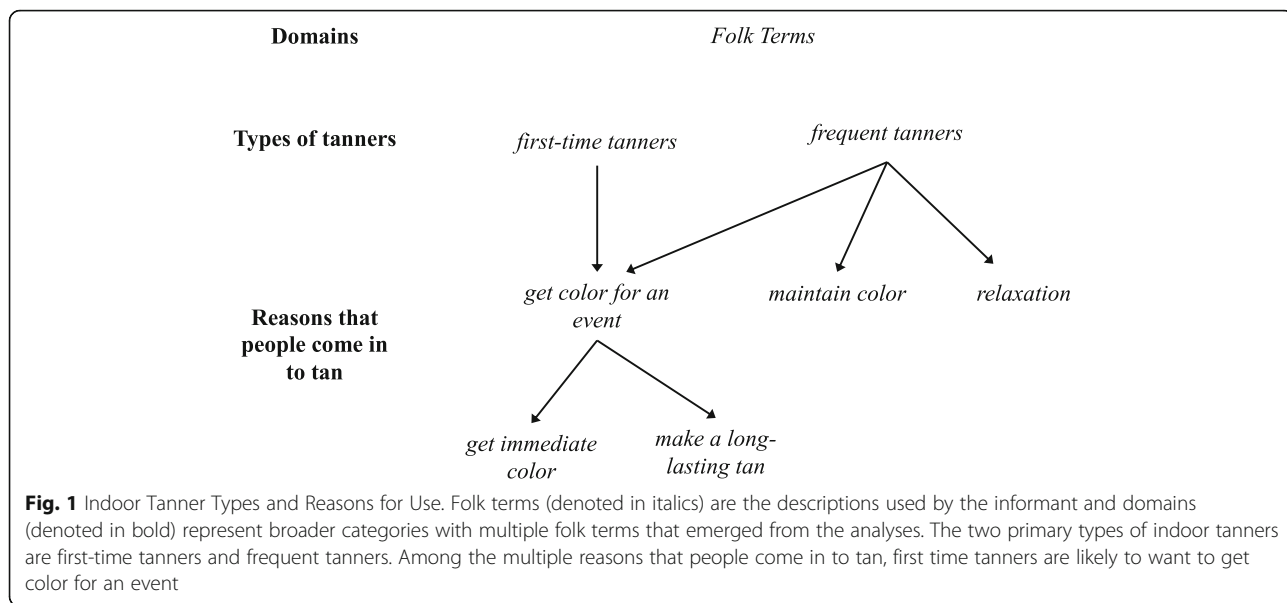 Domains Folk Terms
Types of tanners first-time tanners frequent tanners
get color for an event maintain color relaxation
Reasons that
people come in
to tan
get immediate
color
make a long-
lasting tan
Fig. 1 Indoor Tanner Types and Reasons for Use. Folk terms (denoted in italics) are the descriptions used by the informant and domains
(denoted in bold) represent broader categories with multiple folk terms that emerged from the analyses. The two primary types of indoor tanners
are first-time tanners and frequent tanners. Among the multiple reasons that people come in to tan, first time tanners are likely to want to get
color for an event